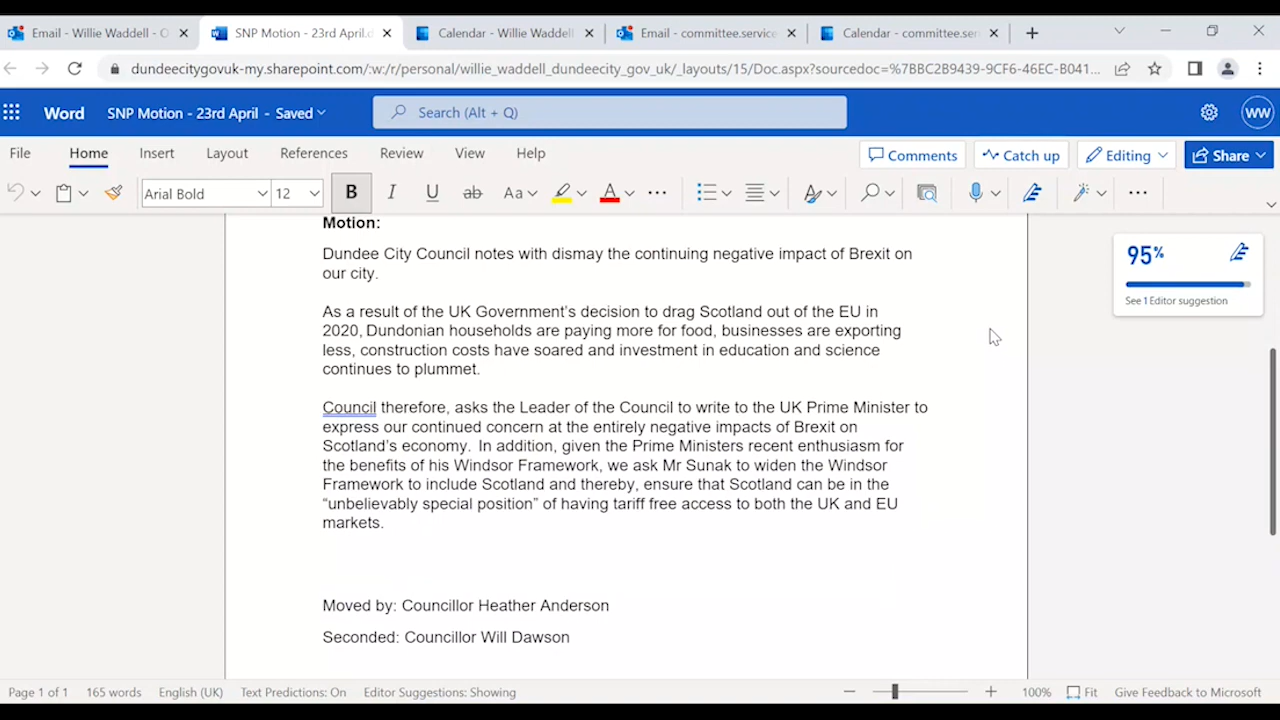 Email - Willie Waddell - O
SNP Motion - 23rd April.d
Calendar - Willie Waddell
Email - committee.service
Calendar - committee.ser
dundeecitygovuk-my.sharepoint.com/:w:/r/personal/willie_waddell_dundeecity_gov_uk/_layouts/15/Doc.aspx?sourcedoc=%7BBC2B9439-9CF6-46EC-B041...
Word SNP Motion - 23rd April - Saved
Search (Alt + Q)
WW
File Home Insert Layout References Review View Help
Comments Catch up Editing Share
Arial Bold 12 B I U ab Aa A
Motion:
Dundee City Council notes with dismay the continuing negative impact of Brexit on
our city.
As a result of the UK Government’s decision to drag Scotland out of the EU in
2020, Dundonian households are paying more for food, businesses are exporting
less, construction costs have soared and investment in education and science
continues to plummet.
Council therefore, asks the Leader of the Council to write to the UK Prime Minister to
express our continued concern at the entirely negative impacts of Brexit on
Scotland’s economy. In addition, given the Prime Ministers recent enthusiasm for
the benefits of his Windsor Framework, we ask Mr Sunak to widen the Windsor
Framework to include Scotland and thereby, ensure that Scotland can be in the
“unbelievably special position” of having tariff free access to both the UK and EU
markets.
Moved by: Councillor Heather Anderson
Seconded: Councillor Will Dawson
95%
See 1 Editor suggestion
Page 1 of 1 165 words English (UK) Text Predictions: On Editor Suggestions: Showing 100% Fit Give Feedback to Microsoft